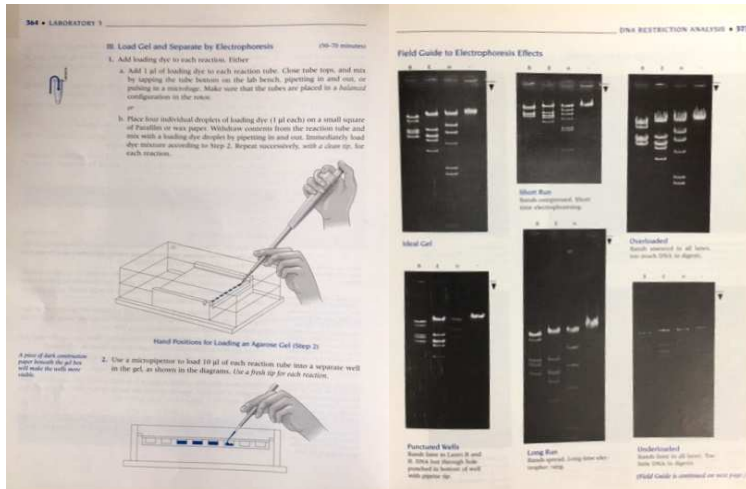 364 • LABORATORY 3
III. Load Gel and Separate by Electrophoresis (50–70 minutes)
1. Add loading dye to each reaction. Either
a. Add 1 µl of loading dye to each reaction tube. Close tube tops, and mix
by tapping the tube bottom on the lab bench, pipetting in and out, or
pulsing in a microfuge. Make sure that the tubes are placed in a balanced
configuration in the rotor.
or
b. Place four individual droplets of loading dye (1 µl each) on a small square
of Parafilm or wax paper. Withdraw contents from the reaction tube and
mix with a loading dye droplet by pipetting in and out. Immediately load
dye mixture according to Step 2. Repeat successively, with a clean tip, for
each reaction.
Hand Positions for Loading an Agarose Gel (Step 2)
A piece of dark construction
paper beneath the gel box
will make the wells more
visible.
2. Use a micropipettor to load 10 µl of each reaction tube into a separate well
in the gel, as shown in the diagrams. Use a fresh tip for each reaction.
DNA RESTRICTION ANALYSIS •
Field Guide to Electrophoresis Effects
Ideal Gel
Short Run
Bands compressed. Short
time electrophoresing.
Overloaded
Bands smeared in all lanes.
Too much DNA in digests.
Punctured Wells
Bands faint in Lanes B and
H. DNA lost through hole
punched in bottom of well
with pipette tip.
Long Run
Bands spread. Long time
Underloaded
Bands faint in all lanes. Too
little DNA in digests.
(Field Guide is continued on next page.)